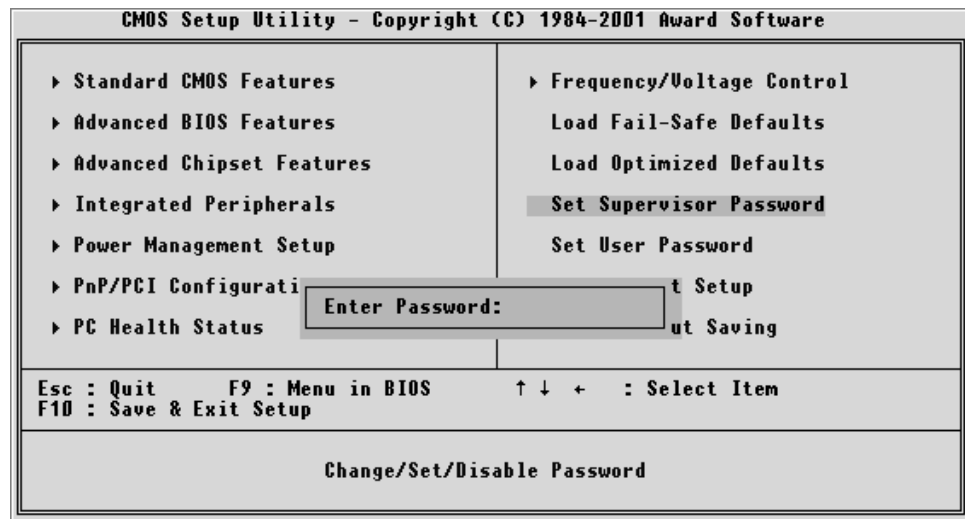 CMOS Setup Utility - Copyright (C) 1984-2001 Award Software
▸ Standard CMOS Features
▸ Advanced BIOS Features
▸ Advanced Chipset Features
▸ Integrated Peripherals
▸ Power Management Setup
▸ PnP/PCI Configurati
▸ PC Health Status
▸ Frequency/Voltage Control
Load Fail-Safe Defaults
Load Optimized Defaults
Set Supervisor Password
Set User Password
t Setup
ut Saving
Enter Password:
Esc : Quit F9 : Menu in BIOS ↑ ↓ ← : Select Item
F10 : Save & Exit Setup
Change/Set/Disable Password